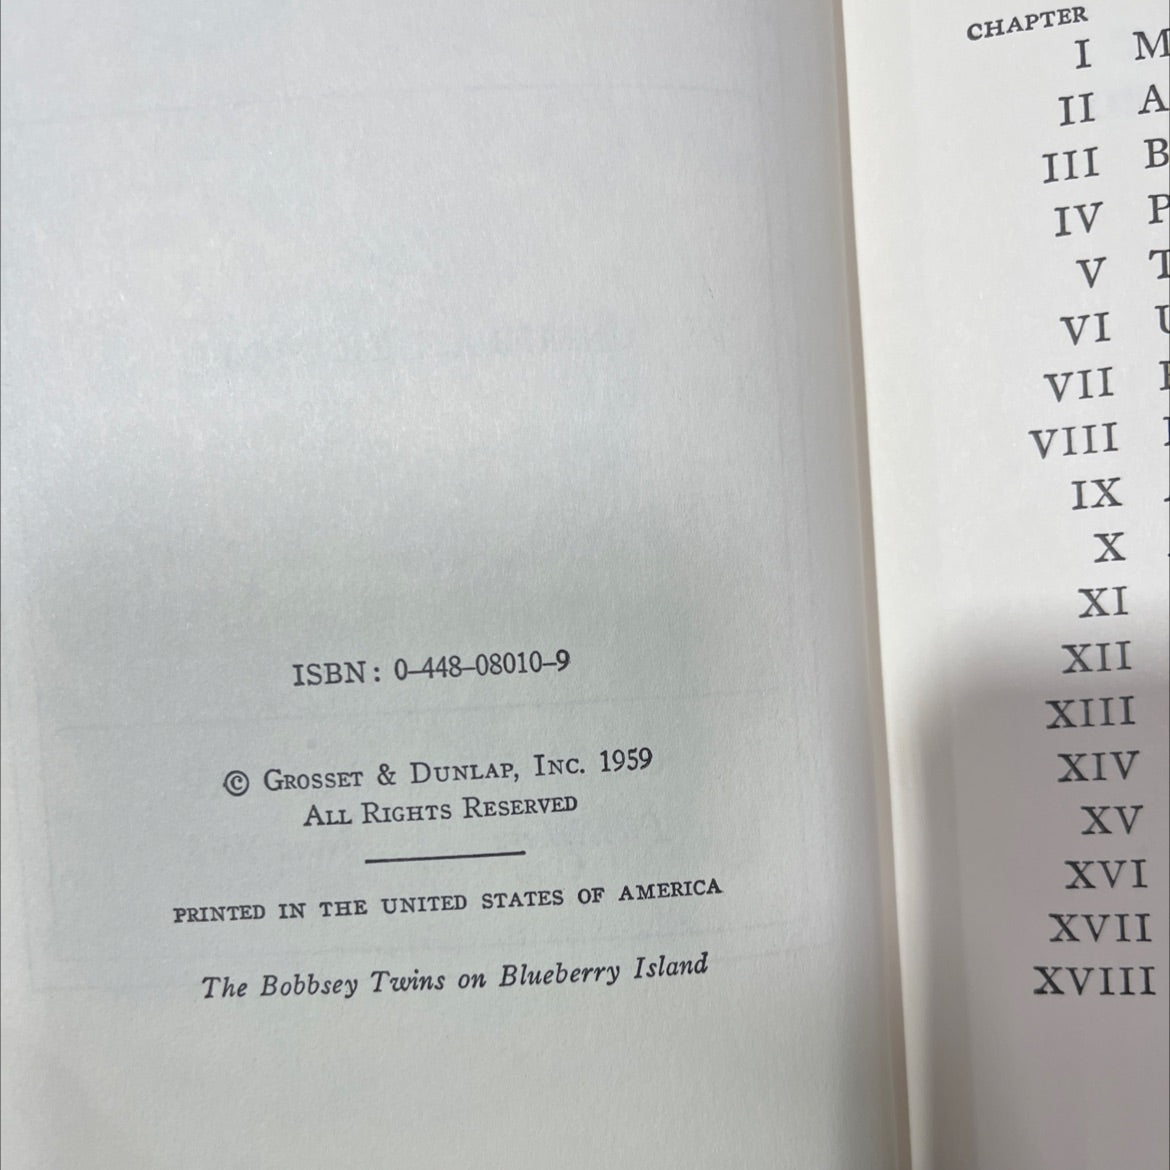 ISBN: 0-448-08010-9
© GROSSET & DUNLAP, INC. 1959
ALL RIGHTS RESERVED
PRINTED IN THE UNITED STATES OF AMERICA
The Bobbsey Twins on Blueberry Island
CHAPTER
I M
II A
III B
IV P
V T
VI U
VII
VIII
IX
X
XI
XII
XIII
XIV
XV
XVI
XVII
XVIII